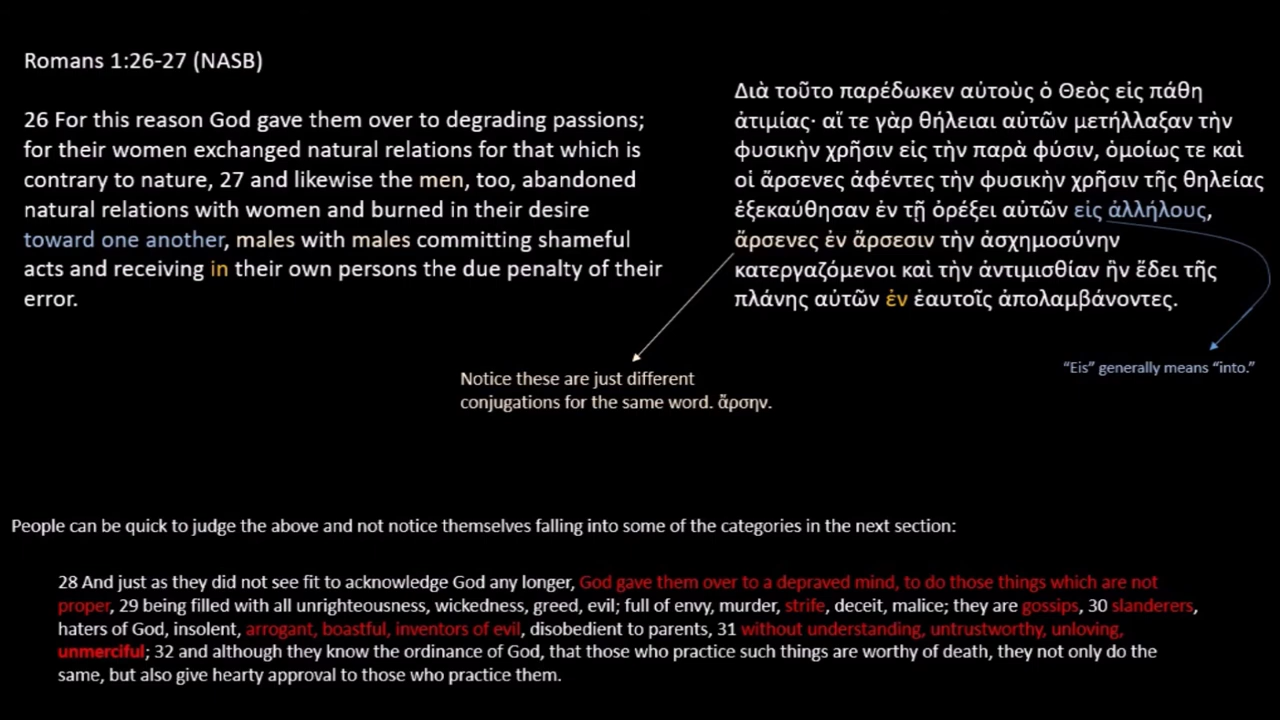 Romans 1:26-27 (NASB)
26 For this reason God gave them over to degrading passions;
for their women exchanged natural relations for that which is
contrary to nature, 27 and likewise the men, too, abandoned
natural relations with women and burned in their desire
toward one another, males with males committing shameful
acts and receiving in their own persons the due penalty of their
error.
Διὰ τοῦτο παρέδωκεν αὐτοὺς ὁ Θεὸς εἰς πάθη
ἀτιμίας· αἵ τε γὰρ θήλειαι αὐτῶν μετήλλαξαν τὴν
φυσικὴν χρῆσιν εἰς τὴν παρὰ φύσιν, ὁμοίως τε καὶ
οἱ ἄρσενες ἀφέντες τὴν φυσικὴν χρῆσιν τῆς θηλείας
ἐξεκαύθησαν ἐν τῇ ὀρέξει αὐτῶν εἰς ἀλλήλους,
ἄρσενες ἐν ἄρσεσιν τὴν ἀσχημοσύνην
κατεργαζόμενοι καὶ τὴν ἀντιμισθίαν ἣν ἔδει τῆς
πλάνης αὐτῶν ἐν ἑαυτοῖς ἀπολαμβάνοντες.
"Eis" generally means "into."
Notice these are just different
conjugations for the same word. ἄρσην.
People can be quick to judge the above and not notice themselves falling into some of the categories in the next section:
28 And just as they did not see fit to acknowledge God any longer, God gave them over to a depraved mind, to do those things which are not
proper, 29 being filled with all unrighteousness, wickedness, greed, evil; full of envy, murder, strife, deceit, malice; they are gossips, 30 slanderers,
haters of God, insolent, arrogant, boastful, inventors of evil, disobedient to parents, 31 without understanding, untrustworthy, unloving,
unmerciful; 32 and although they know the ordinance of God, that those who practice such things are worthy of death, they not only do the
same, but also give hearty approval to those who practice them.